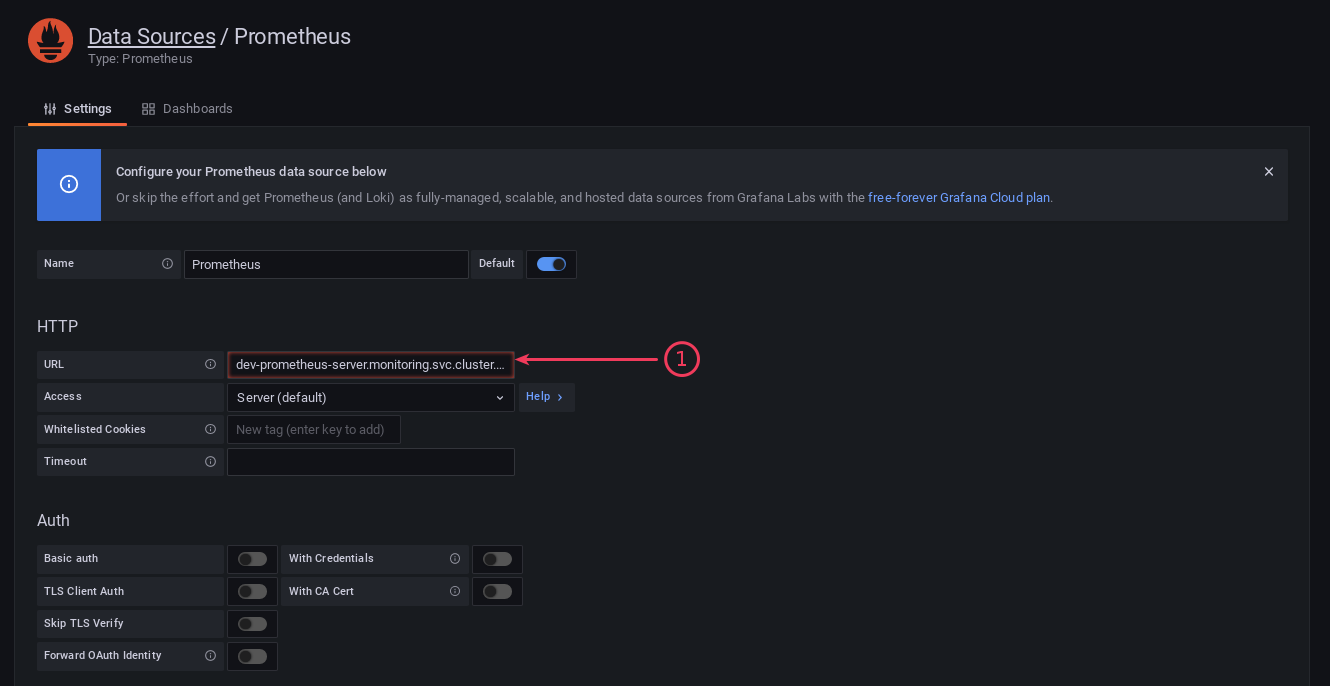 Data Sources / Prometheus
Type: Prometheus
Settings Dashboards
Configure your Prometheus data source below
Or skip the effort and get Prometheus (and Loki) as fully-managed, scalable, and hosted data sources from Grafana Labs with the free-forever Grafana Cloud plan.
Name Prometheus Default
HTTP
URL dev-prometheus-server.monitoring.svc.cluster.... 1
Access Server (default) Help
Whitelisted Cookies New tag (enter key to add)
Timeout
Auth
Basic auth With Credentials
TLS Client Auth With CA Cert
Skip TLS Verify
Forward OAuth Identity